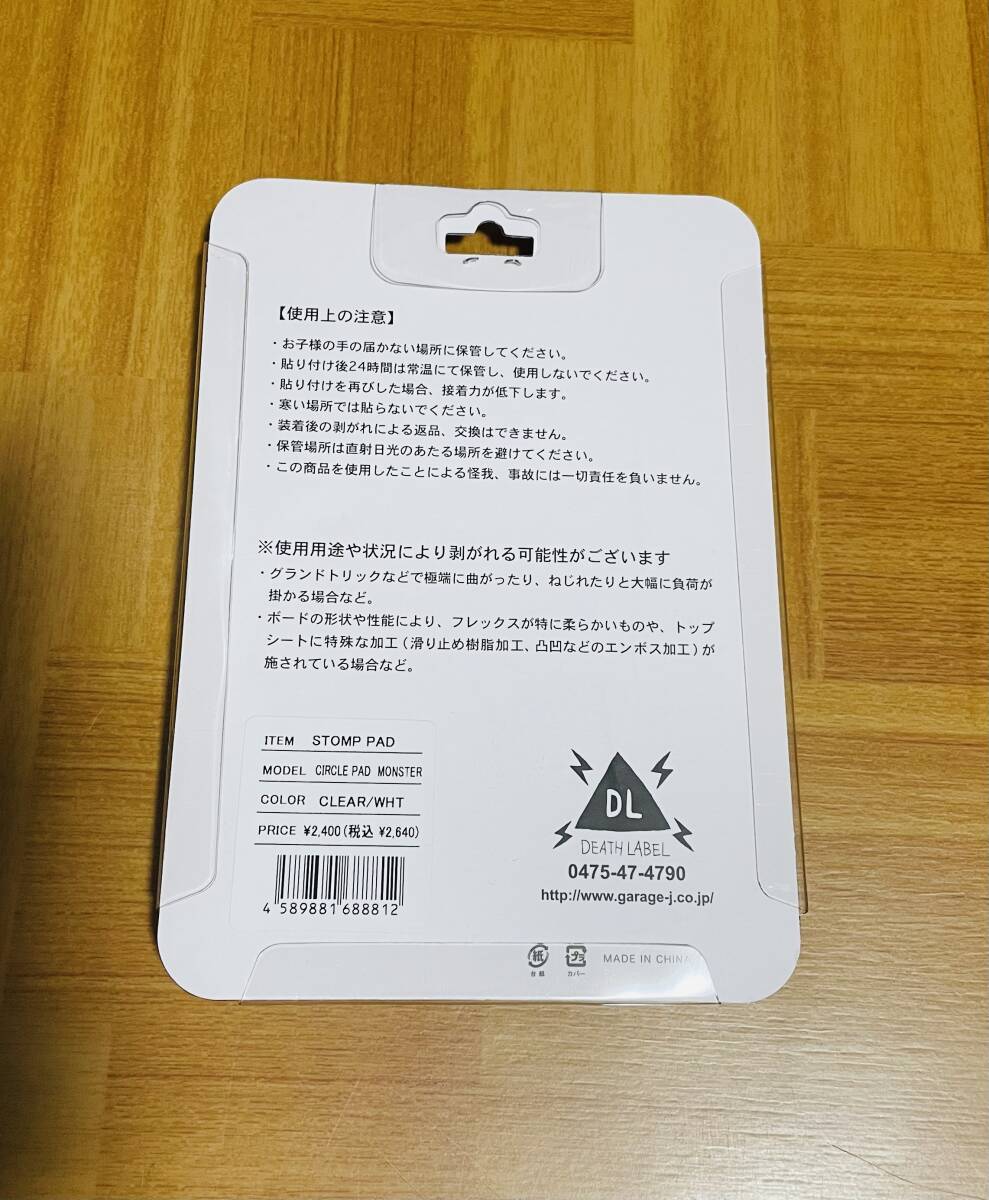 【使用上の注意】
・お子様の手の届かない場所に保管してください。
・貼り付け後24時間は常温にて保管し、使用しないでください。
・貼り付けを再びした場合、接着力が低下します。
・寒い場所では貼らないでください。
・装着後の剥がれによる返品、交換はできません。
・保管場所は直射日光のあたる場所を避けてください。
・この商品を使用したことによる怪我、事故には一切責任を負いません。
※使用用途や状況により剥がれる可能性がございます
・グランドトリックなどで極端に曲がったり、ねじれたりと大幅に負荷が
掛かる場合など。
・ボードの形状や性能により、フレックスが特に柔らかいものや、トップ
シートに特殊な加工(滑り止め樹脂加工、凸凹などのエンボス加工)が
施されている場合など。
ITEM STOMP PAD
MODEL CIRCLE PAD MONSTER
COLOR CLEAR/WHT
PRICE ¥2,400(税込 ¥2,640)
4 589881 688812
DL
DEATH LABEL
0475-47-4790
http://www.garage-j.co.jp/
紙 プラ MADE IN CHINA
台紙 カバー